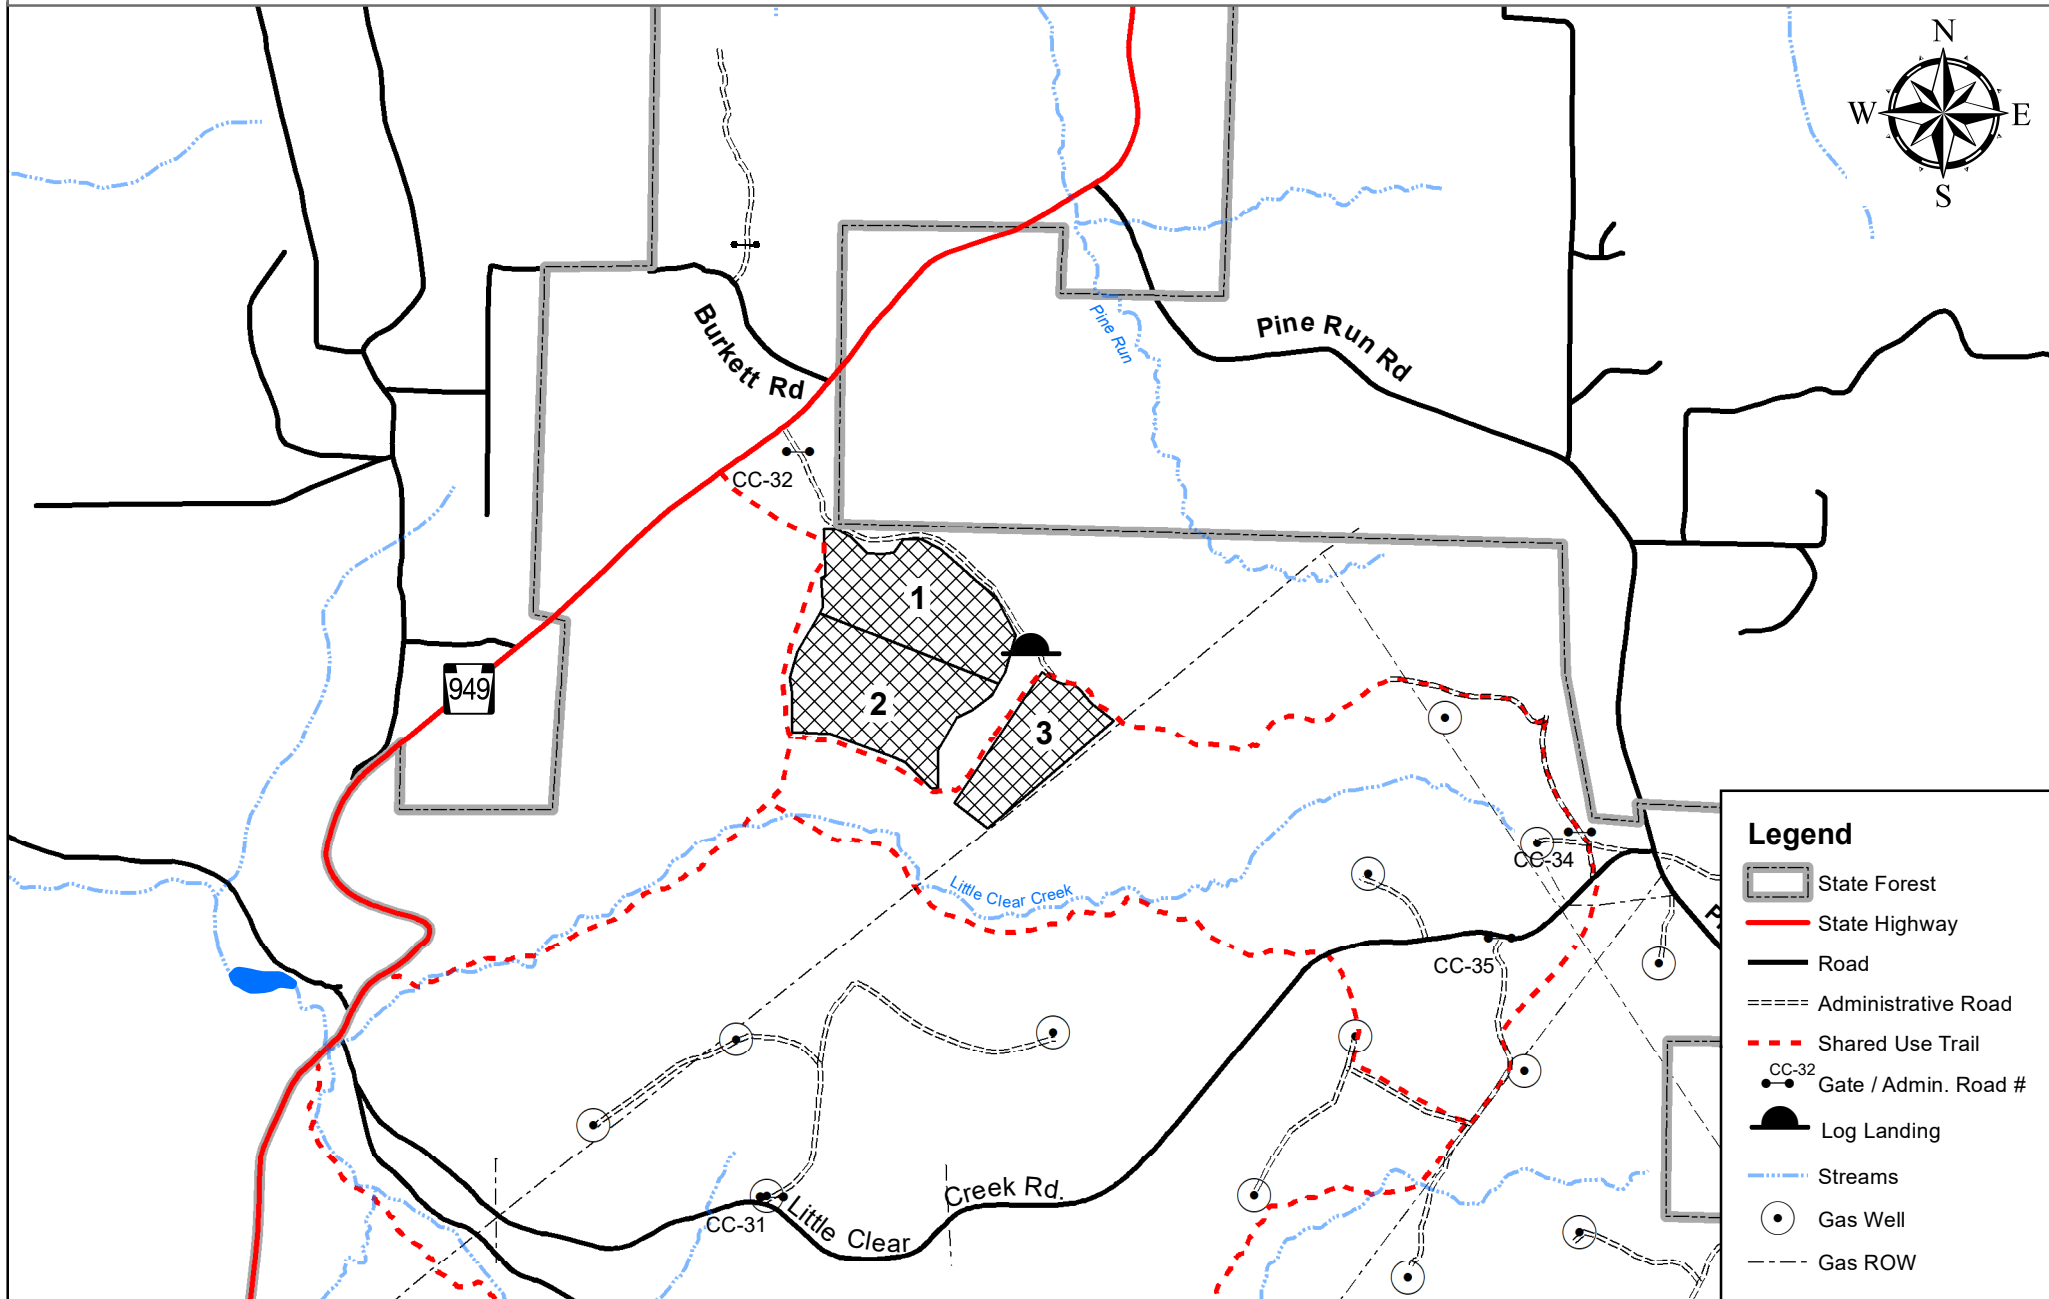 N
W E
S
Burkett Rd
Pine Run
Pine Run Rd
CC-32
1
2
3
949
Little Clear Creek
CC-34
CC-35
CC-31
Little Clear Creek Rd.
Legend
State Forest
State Highway
Road
Administrative Road
Shared Use Trail
CC-32
Gate / Admin. Road #
Log Landing
Streams
Gas Well
Gas ROW